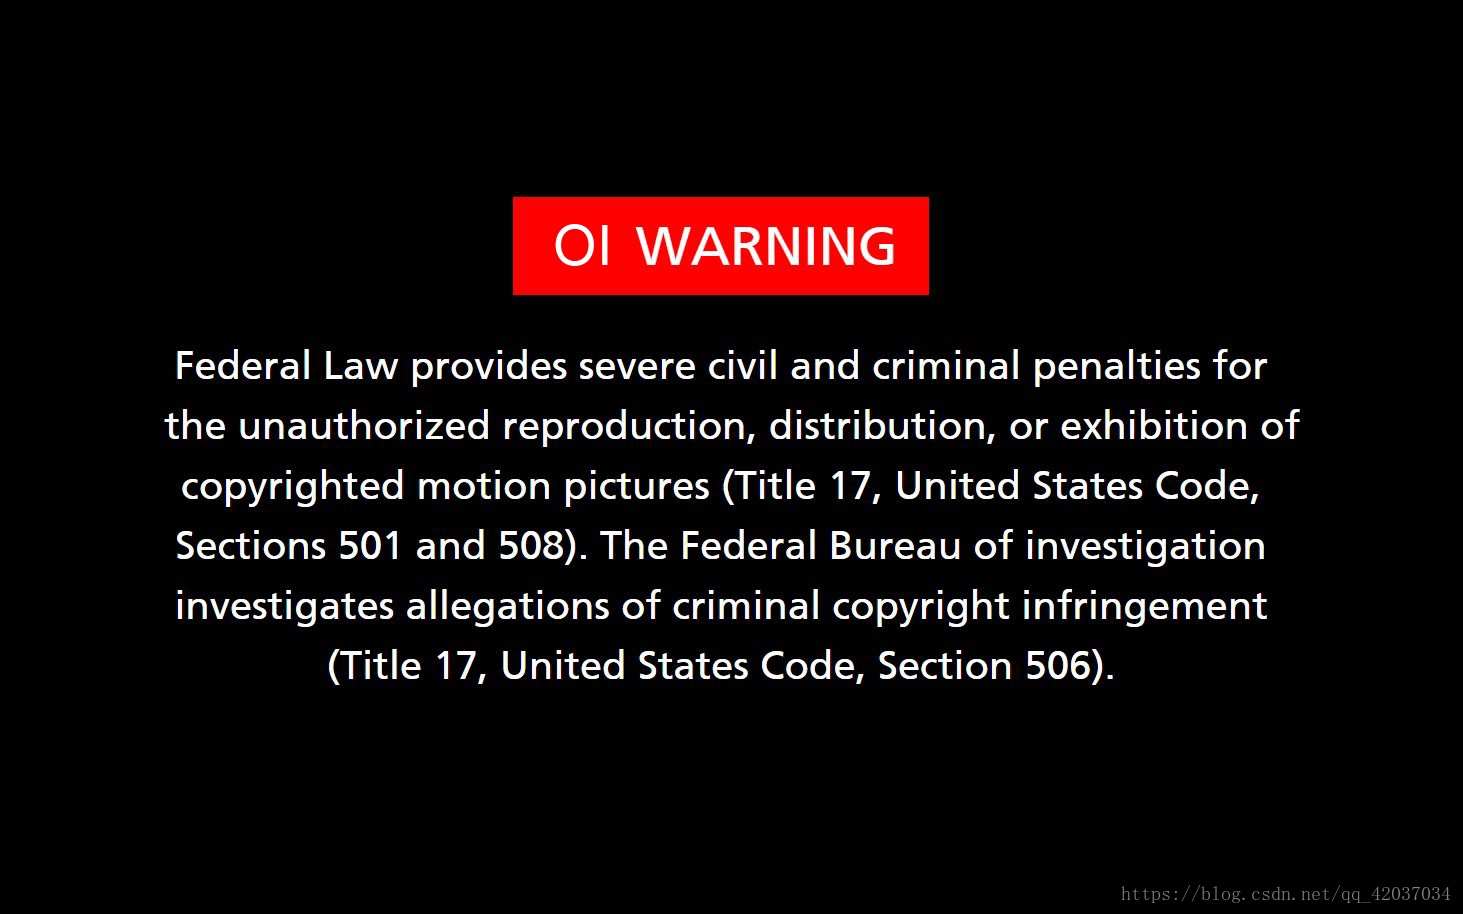 OI WARNING
Federal Law provides severe civil and criminal penalties for
the unauthorized reproduction, distribution, or exhibition of
copyrighted motion pictures (Title 17, United States Code,
Sections 501 and 508). The Federal Bureau of investigation
investigates allegations of criminal copyright infringement
(Title 17, United States Code, Section 506).
https://blog.csdn.net/qq_42037034